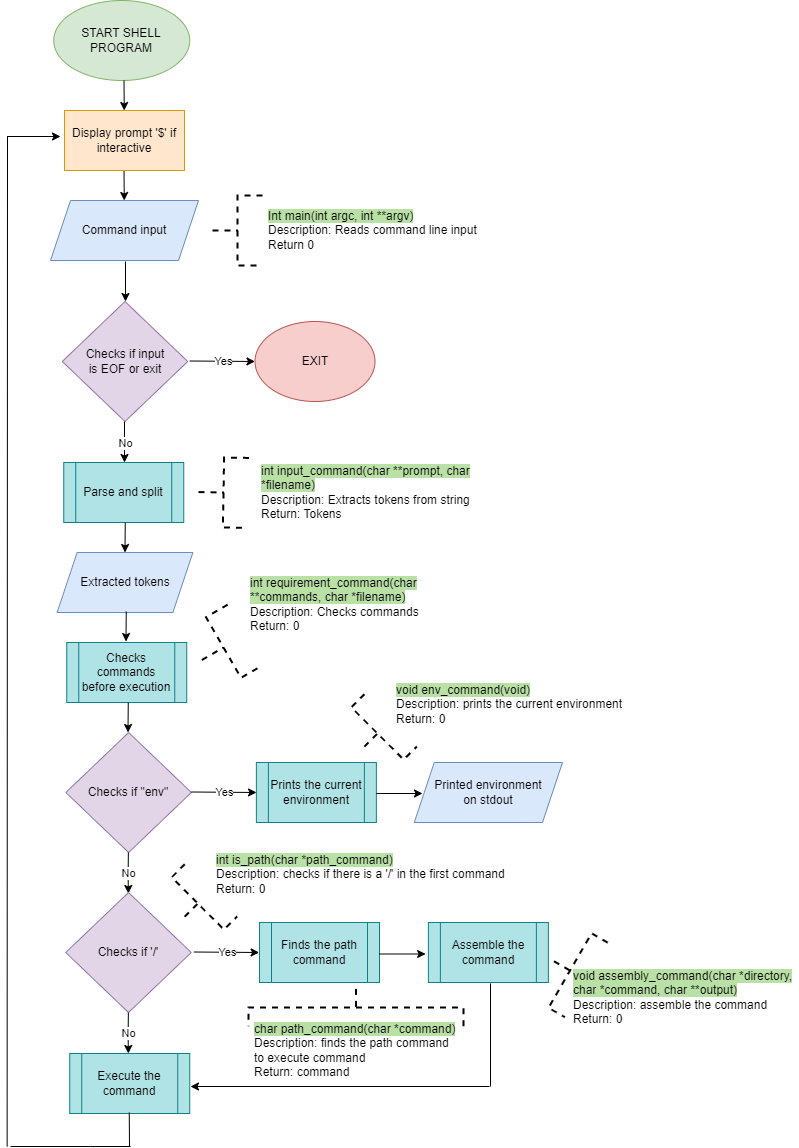 START SHELL
PROGRAM
Display prompt '$' if
interactive
Command input
Int main(int argc, int **argv)
Description: Reads command line input
Return 0
Checks if input
is EOF or exit
Yes
EXIT
No
Parse and split
int input_command(char **prompt, char
*filename)
Description: Extracts tokens from string
Return: Tokens
Extracted tokens
int requirement_command(char
**commands, char *filename)
Description: Checks commands
Return: 0
Checks
commands
before execution
void env_command(void)
Description: prints the current environment
Return: 0
Checks if "env"
Yes
Prints the current
environment
Printed environment
on stdout
No
int is_path(char *path_command)
Description: checks if there is a '/' in the first command
Return: 0
Checks if '/'
Yes
Finds the path
command
Assemble the
command
void assembly_command(char *directory,
char *command, char **output)
Description: assemble the command
Return: 0
No
char path_command(char *command)
Description: finds the path command
to execute command
Return: command
Execute the
command